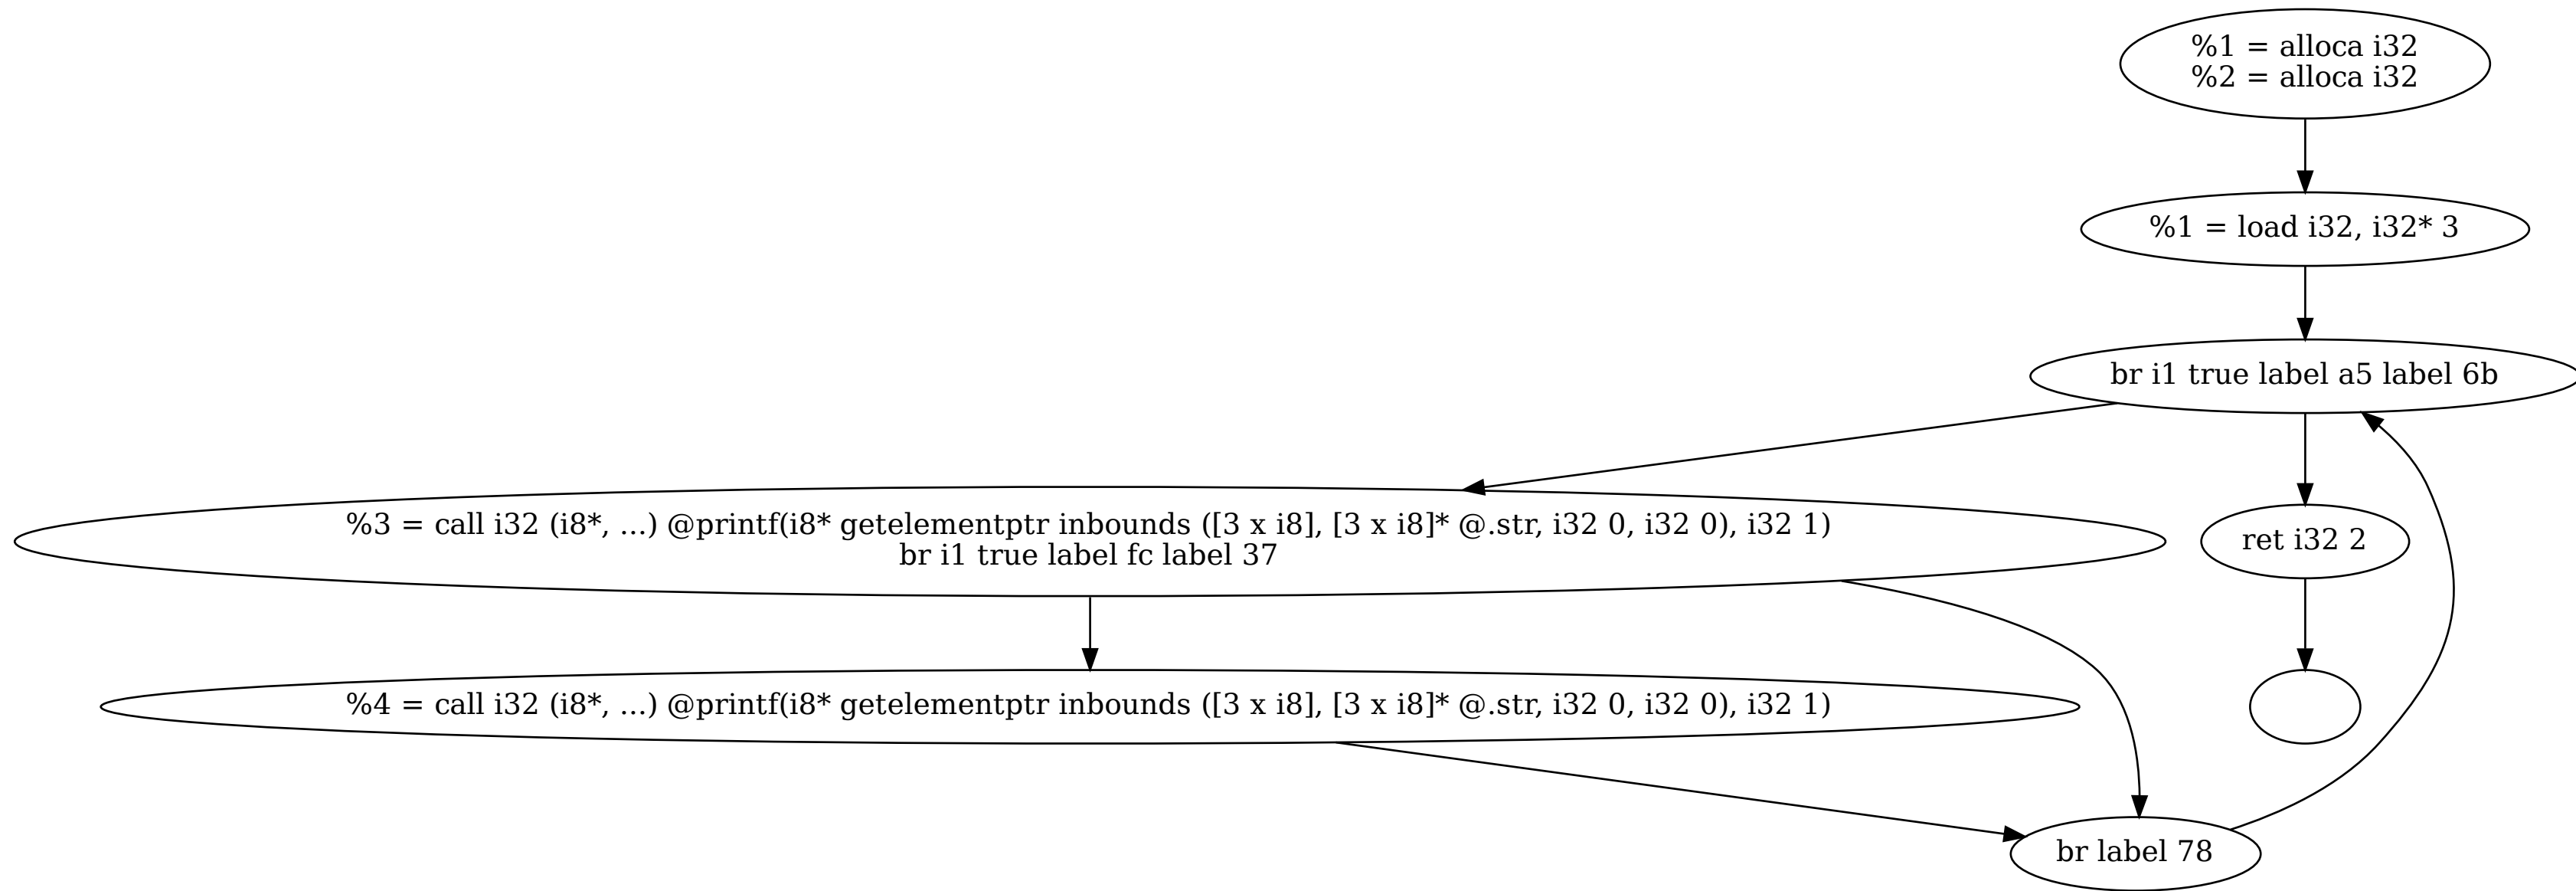 %1 = alloca i32
%2 = alloca i32
%1 = load i32, i32* 3
br i1 true label a5 label 6b
%3 = call i32 (i8*, ...) @printf(i8* getelementptr inbounds ([3 x i8], [3 x i8]* @.str, i32 0, i32 0), i32 1)
br i1 true label fc label 37
ret i32 2
%4 = call i32 (i8*, ...) @printf(i8* getelementptr inbounds ([3 x i8], [3 x i8]* @.str, i32 0, i32 0), i32 1)
br label 78